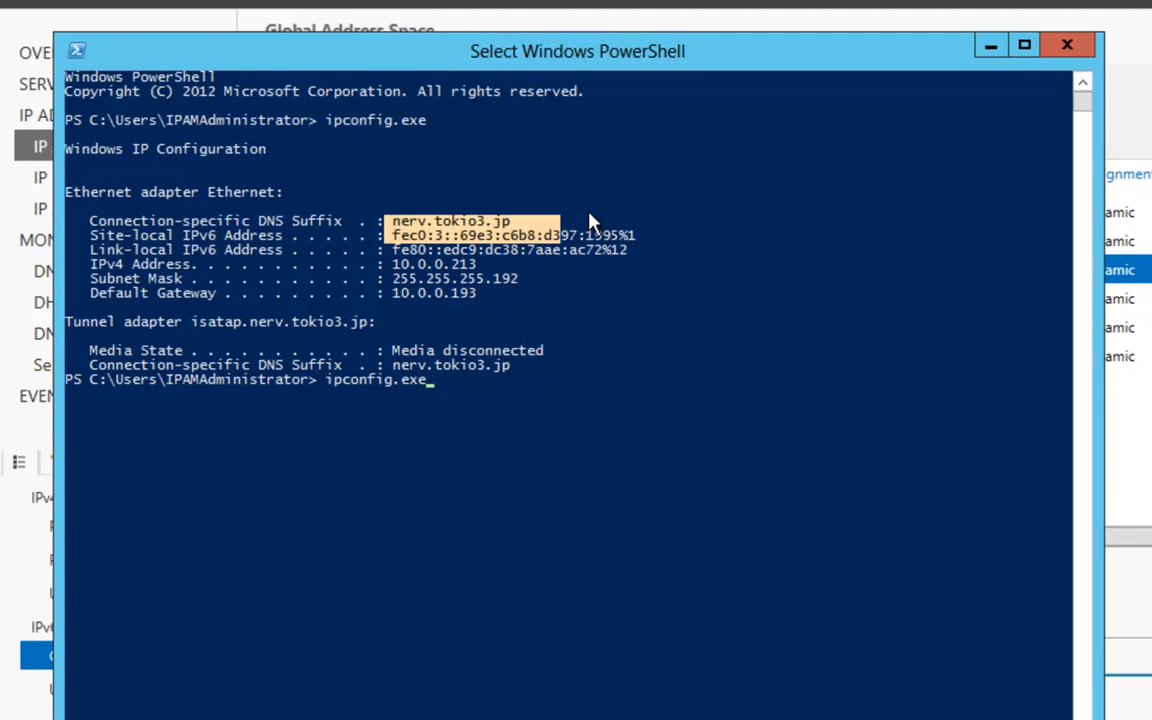 Global Address Space
Select Windows PowerShell
Windows PowerShell
Copyright (C) 2012 Microsoft Corporation. All rights reserved.
PS C:\Users\IPAMAdministrator> ipconfig.exe
Windows IP Configuration
Ethernet adapter Ethernet:
Connection-specific DNS Suffix . : nerv.tokio3.jp
Site-local IPv6 Address . . . . . : fec0:3::69e3:c6b8:d397:1995%1
Link-local IPv6 Address . . . . . : fe80::edc9:dc38:7aae:ac72%12
IPv4 Address. . . . . . . . . . . : 10.0.0.213
Subnet Mask . . . . . . . . . . . : 255.255.255.192
Default Gateway . . . . . . . . . : 10.0.0.193
Tunnel adapter isatap.nerv.tokio3.jp:
Media State . . . . . . . . . . . : Media disconnected
Connection-specific DNS Suffix . : nerv.tokio3.jp
PS C:\Users\IPAMAdministrator> ipconfig.exe
OVE
SERV
IP AD
IP
IP
IP
MON
DN
DH
DN
Se
EVEN
IPv4
IPv6
gnment
amic
amic
amic
amic
amic
amic